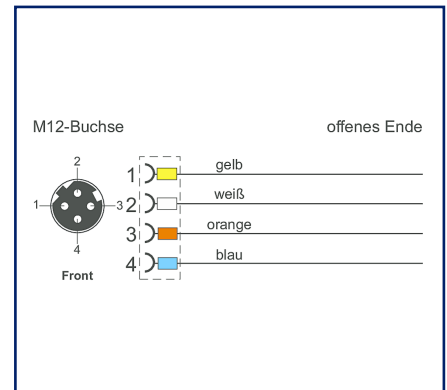 M12-Buchse offenes Ende
2
1 3
4
Front
1 gelb
2 weiß
3 orange
4 blau